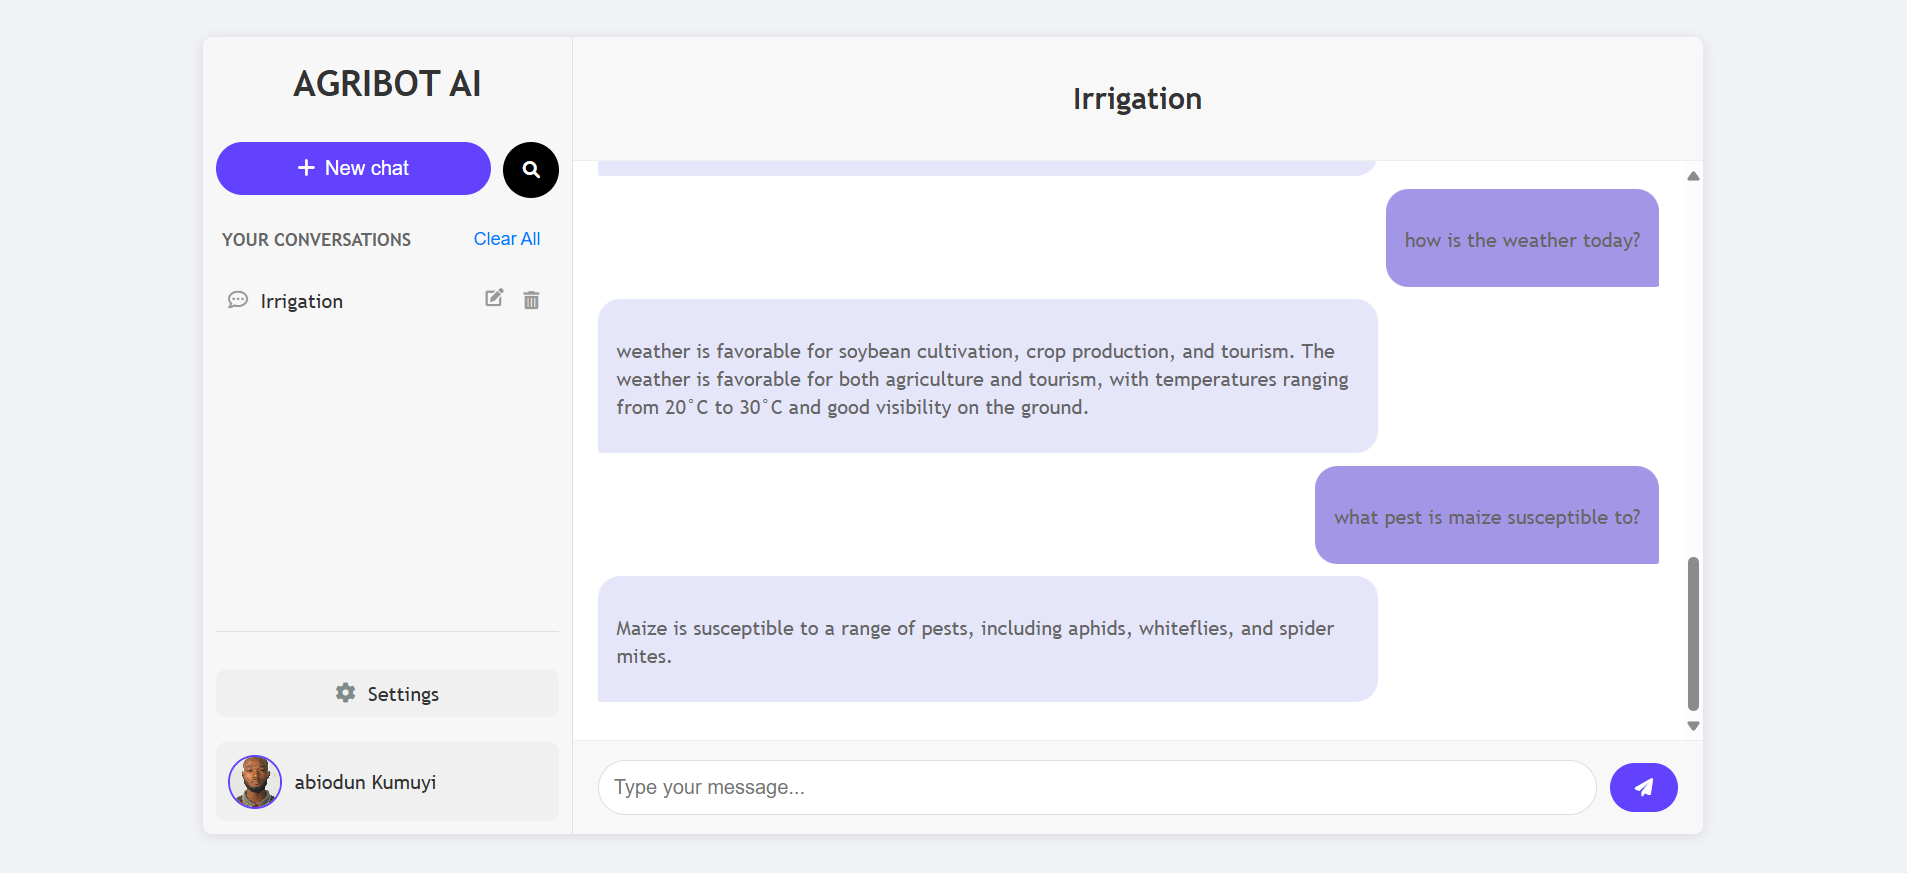 AGRIBOT AI
New chat
YOUR CONVERSATIONS
Clear All
Irrigation
Settings
abiodun Kumuyi
Irrigation
how is the weather today?
weather is favorable for soybean cultivation, crop production, and tourism. The
weather is favorable for both agriculture and tourism, with temperatures ranging
from 20°C to 30°C and good visibility on the ground.
what pest is maize susceptible to?
Maize is susceptible to a range of pests, including aphids, whiteflies, and spider
mites.
Type your message...